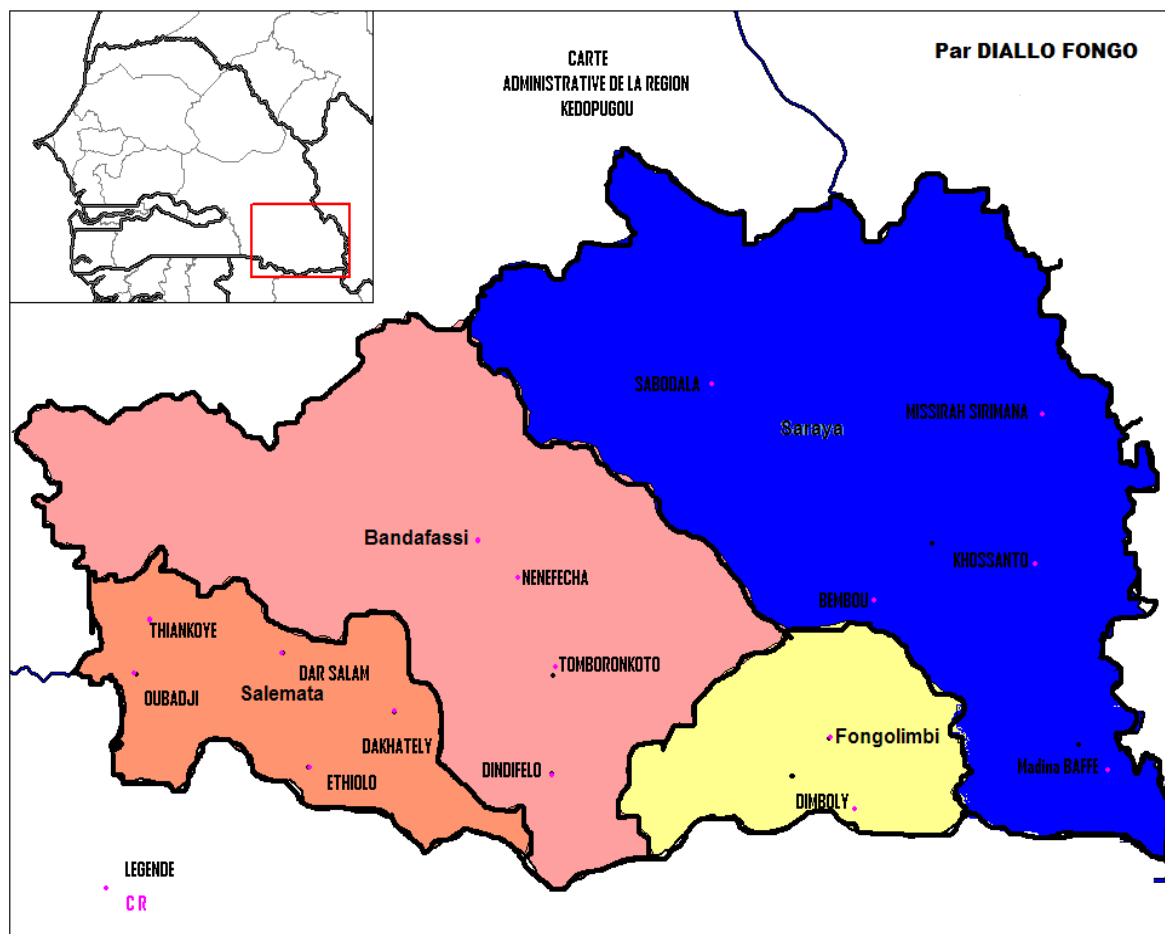 CARTE
ADMINISTRATIVE DE LA REGION
KEDOPUGOU
Par DIALLO FONGO
SABODALA
MISSIRAH SIRIMANA
Saraya
Bandafassi
KHOSSANTO
NENEFECHA
BEMBOU
THIANKOYE
DAR SALAM
TOMBORONKOTO
OUBADJI
Salemata
DAKHATELY
Fongolimbi
ETHIOLO
DINDIFELO
Madina BAFFE
DIMBOLY
LEGENDE
C R